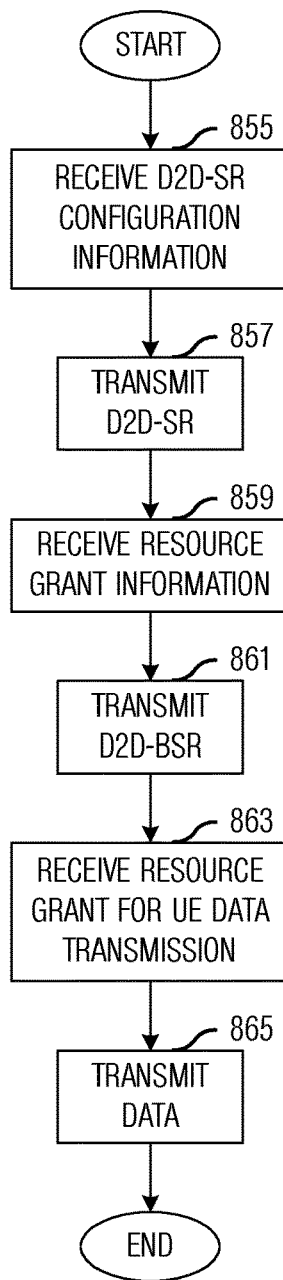 START
855
RECEIVE D2D-SR
CONFIGURATION
INFORMATION
857
TRANSMIT
D2D-SR
859
RECEIVE RESOURCE
GRANT INFORMATION
861
TRANSMIT
D2D-BSR
863
RECEIVE RESOURCE
GRANT FOR UE DATA
TRANSMISSION
865
TRANSMIT
DATA
END